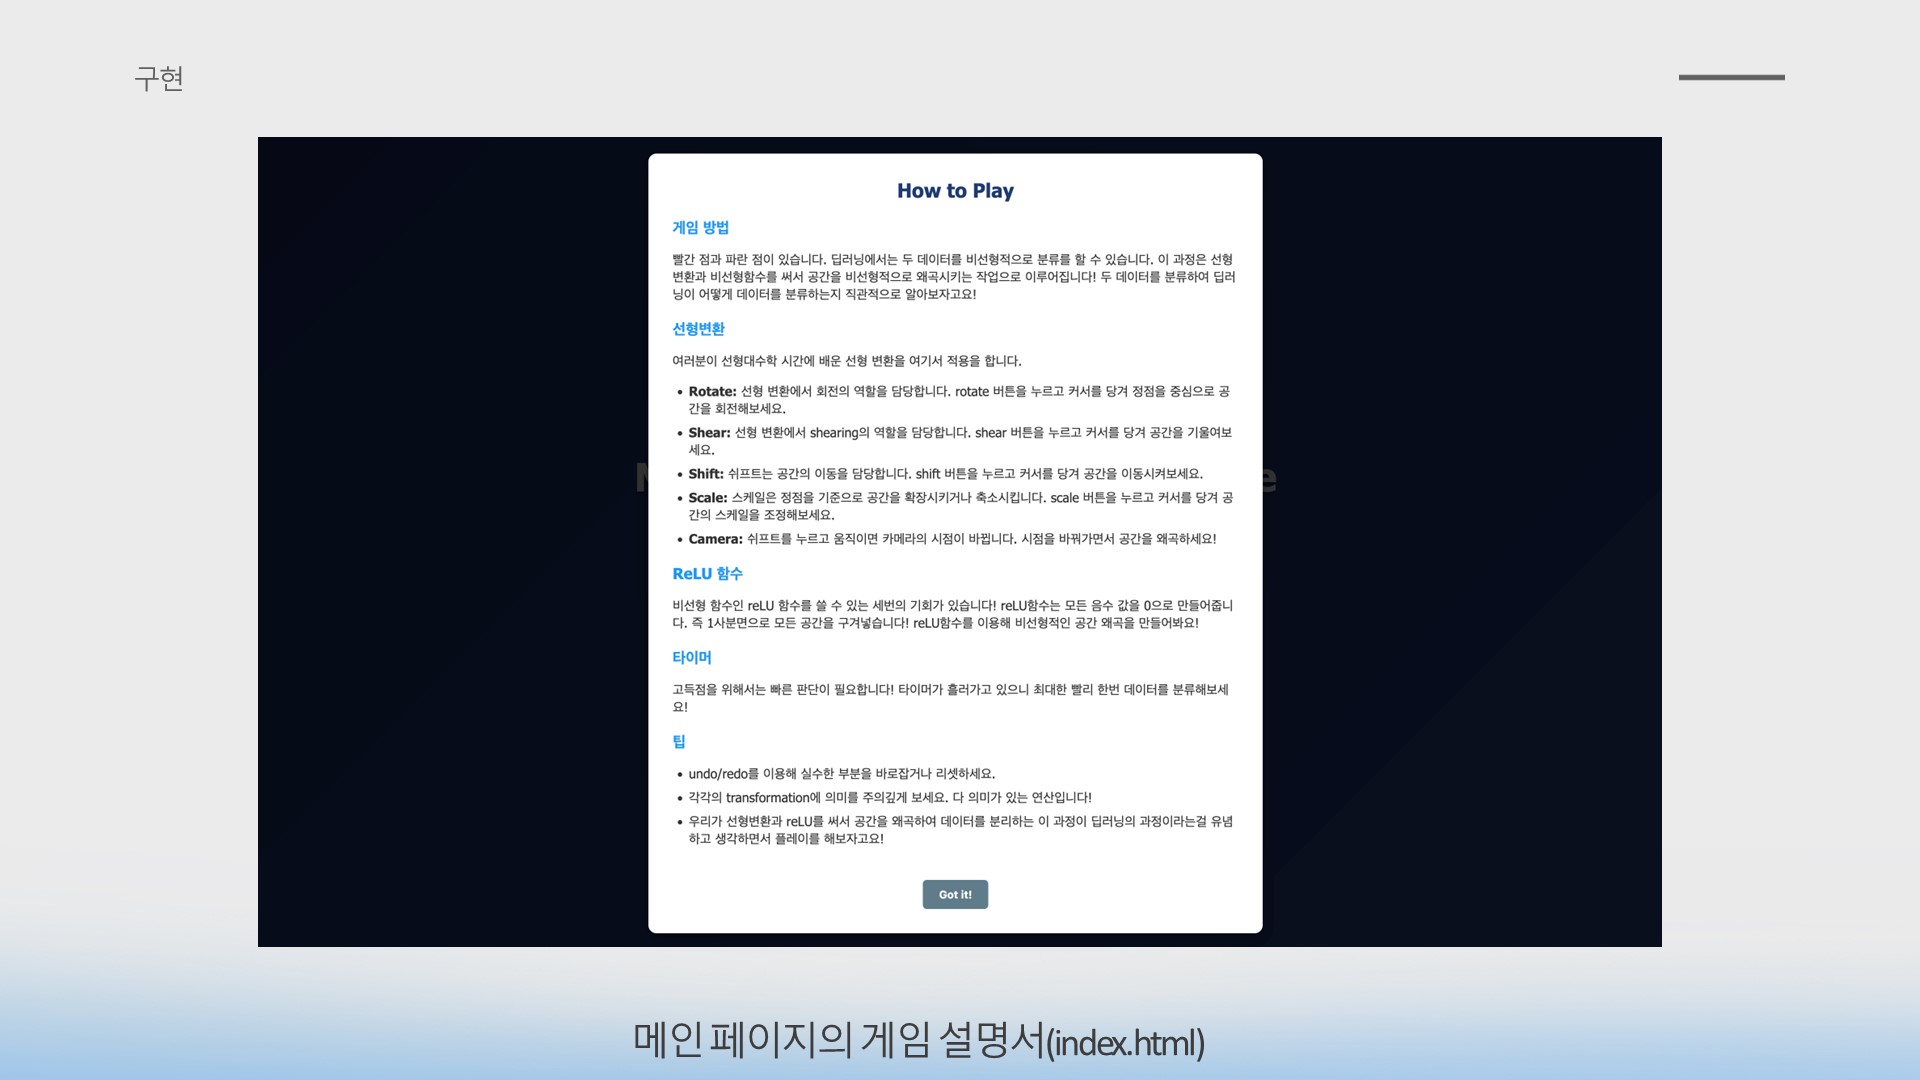 구현
How to Play
게임 방법
빨간 점과 파란 점이 있습니다. 딥러닝에서는 두 데이터를 비선형적으로 분류를 할 수 있습니다. 이 과정은 선형
변환과 비선형함수를 써서 공간을 비선형적으로 왜곡시키는 작업으로 이루어집니다! 두 데이터를 분류하여 딥러
닝이 어떻게 데이터를 분류하는지 직관적으로 알아보자고요!
선형변환
여러분이 선형대수학 시간에 배운 선형 변환을 여기서 적용을 합니다.
• Rotate: 선형 변환에서 회전의 역할을 담당합니다. rotate 버튼을 누르고 커서를 당겨 정점을 중심으로 공
간을 회전해보세요.
• Shear: 선형 변환에서 shearing의 역할을 담당합니다. shear 버튼을 누르고 커서를 당겨 공간을 기울여보
세요.
• Shift: 쉬프트는 공간의 이동을 담당합니다. shift 버튼을 누르고 커서를 당겨 공간을 이동시켜보세요.
• Scale: 스케일은 정점을 기준으로 공간을 확장시키거나 축소시킵니다. scale 버튼을 누르고 커서를 당겨 공
간의 스케일을 조정해보세요.
• Camera: 쉬프트를 누르고 움직이면 카메라의 시점이 바뀝니다. 시점을 바꿔가면서 공간을 왜곡하세요!
ReLU 함수
비선형 함수인 reLU 함수를 쓸 수 있는 세번의 기회가 있습니다! reLU함수는 모든 음수 값을 0으로 만들어줍니
다. 즉 1사분면으로 모든 공간을 구겨넣습니다! reLU함수를 이용해 비선형적인 공간 왜곡을 만들어봐요!
타이머
고득점을 위해서는 빠른 판단이 필요합니다! 타이머가 흘러가고 있으니 최대한 빨리 한번 데이터를 분류해보세
요!
팁
• undo/redo를 이용해 실수한 부분을 바로잡거나 리셋하세요.
• 각각의 transformation에 의미를 주의깊게 보세요. 다 의미가 있는 연산입니다!
• 우리가 선형변환과 reLU를 써서 공간을 왜곡하여 데이터를 분리하는 이 과정이 딥러닝의 과정이라는걸 유념
하고 생각하면서 플레이를 해보자고요!
Got it!
메인 페이지의 게임 설명서(index.html)